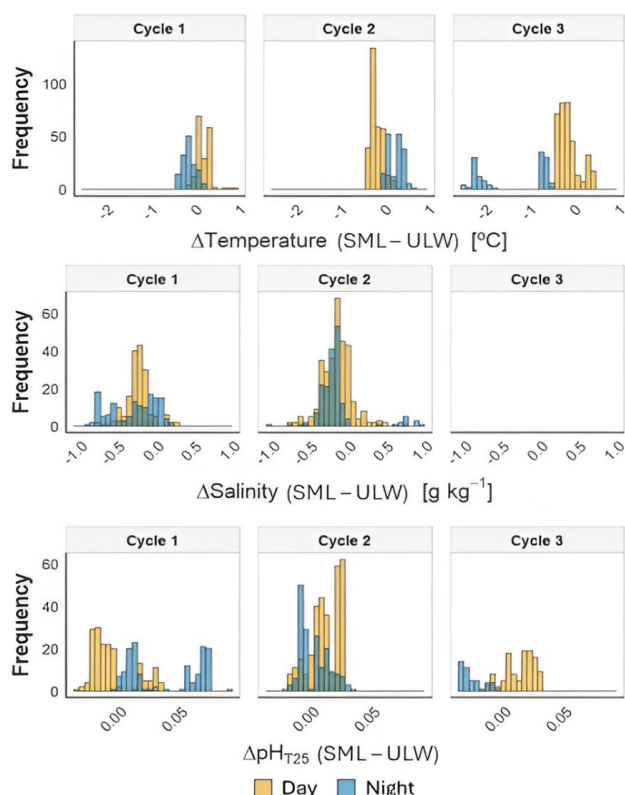 Cycle 1 Cycle 2 Cycle 3
Frequency
100
50
0
-2 -1 0 1 -2 -1 0 1 -2 -1 0 1
ΔTemperature (SML – ULW) [°C]
Cycle 1 Cycle 2 Cycle 3
Frequency
60
40
20
0
-1.0 -0.5 0.0 0.5 1.0 -1.0 -0.5 0.0 0.5 1.0 -1.0 -0.5 0.0 0.5 1.0
ΔSalinity (SML – ULW) [g kg⁻¹]
Cycle 1 Cycle 2 Cycle 3
Frequency
60
40
20
0
0.00 0.05 0.00 0.05 0.00 0.05
ΔpH_T25 (SML – ULW)
Day Night